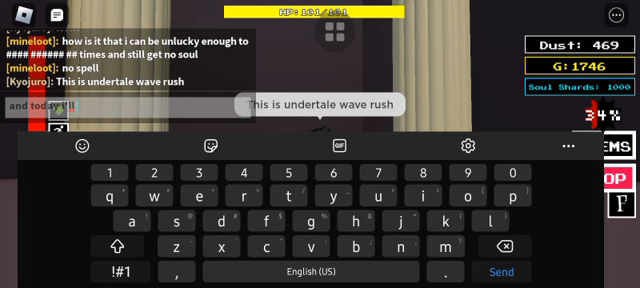 HP: 101/101
[Kyojuro]:
[mineloot]: how is it that i can be unlucky enough to
#### ###### ## times and still get no soul
[mineloot]: no spell
[Kyojuro]: This is undertale wave rush
and today i'll
This is undertale wave rush
Dust: 469
G: 1746
Soul Shards: 1000
34%
EMS
OP
F
GIF
1 2 3 4 5 6 7 8 9 0
q w e r t y u i o p
a s d f g h j k l
z x c v b n m
!#1 , English (US) . Send